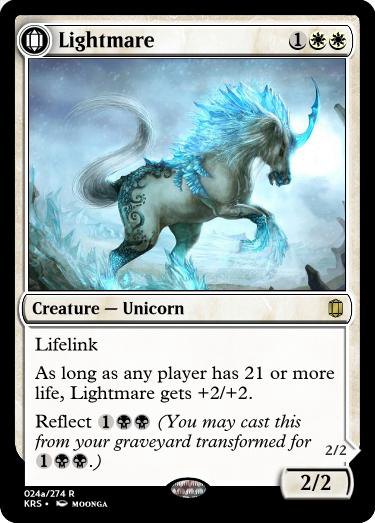 Lightmare 1
Creature — Unicorn
Lifelink
As long as any player has 21 or more
life, Lightmare gets +2/+2.
Reflect 1 (You may cast this
from your graveyard transformed for
1.)
2/2
2/2
024a/274 R
KRS • MOONGA